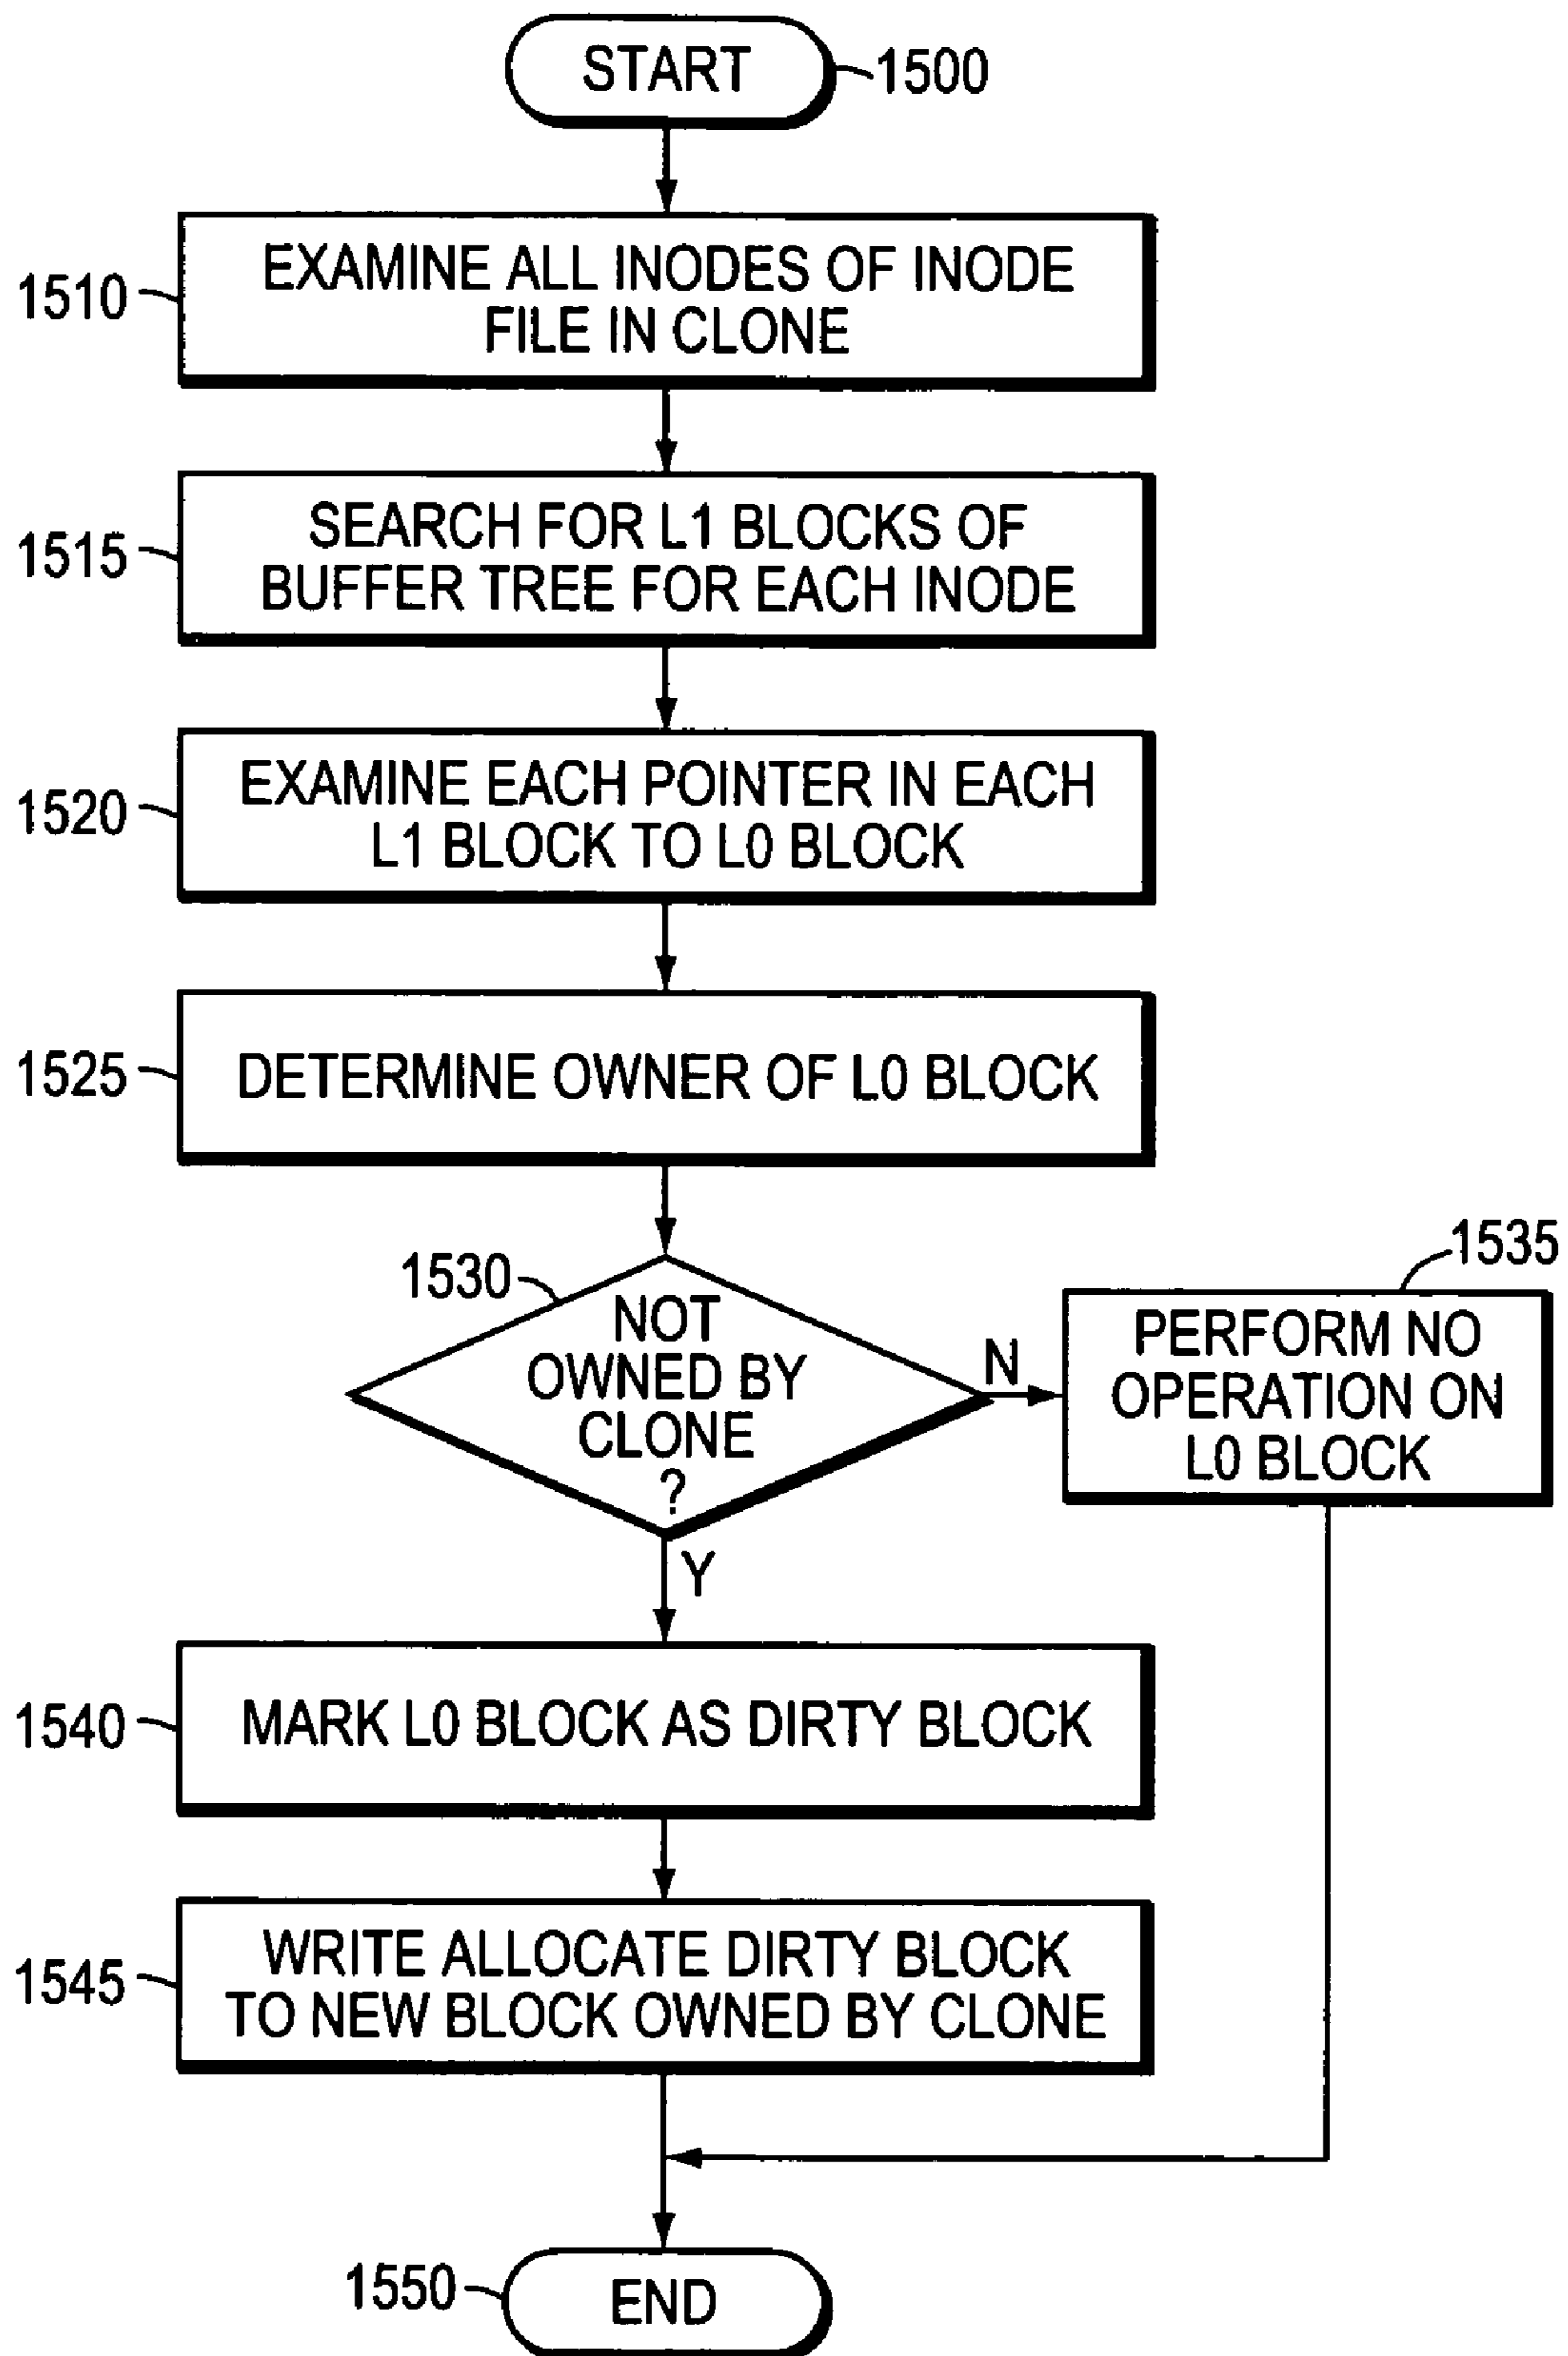 START
1500
EXAMINE ALL INODES OF INODE
FILE IN CLONE
1510
SEARCH FOR L1 BLOCKS OF
BUFFER TREE FOR EACH INODE
1515
EXAMINE EACH POINTER IN EACH
L1 BLOCK TO L0 BLOCK
1520
DETERMINE OWNER OF L0 BLOCK
1525
1530
NOT
OWNED BY
CLONE
?
N
1535
PERFORM NO
OPERATION ON
L0 BLOCK
Y
MARK L0 BLOCK AS DIRTY BLOCK
1540
WRITE ALLOCATE DIRTY BLOCK
TO NEW BLOCK OWNED BY CLONE
1545
1550
END